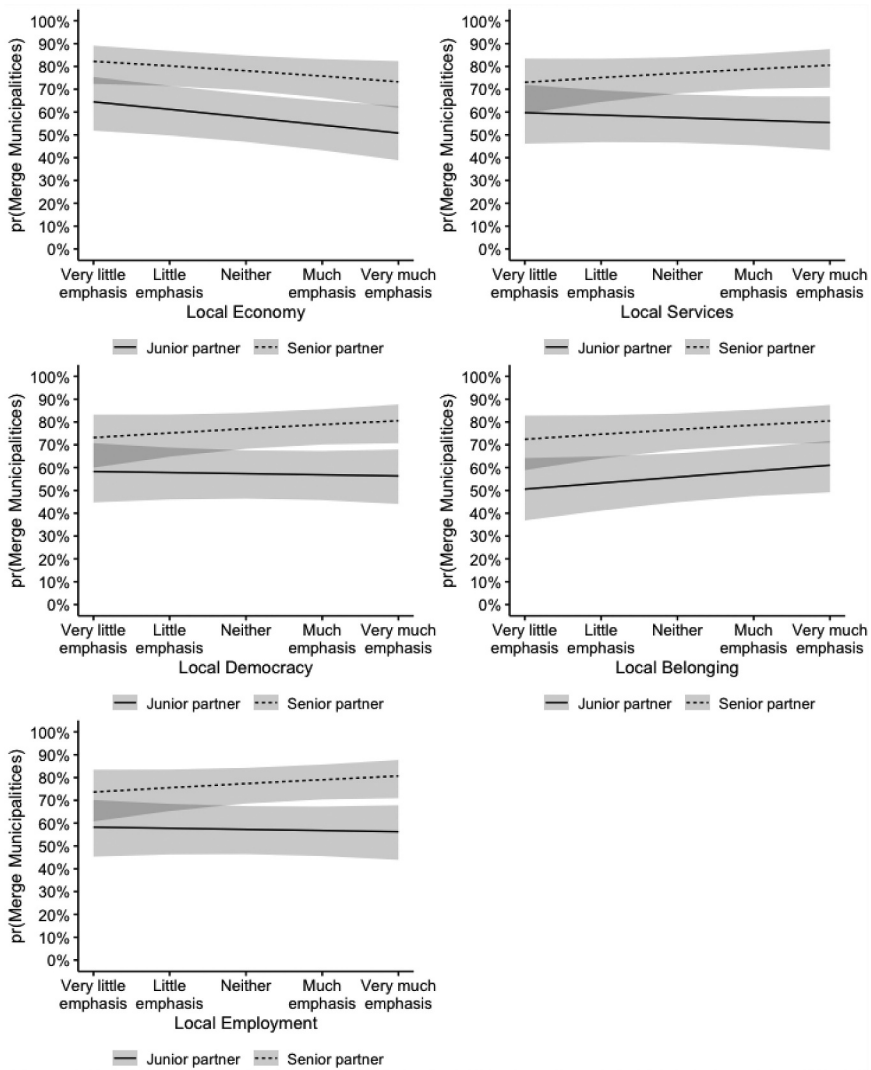 100%
90%
80%
70%
60%
50%
40%
30%
20%
10%
0%
pr(Merge Municipalitices)
Very little emphasis
Little emphasis
Neither
Much emphasis
Very much emphasis
Local Economy
Junior partner
Senior partner
100%
90%
80%
70%
60%
50%
40%
30%
20%
10%
0%
pr(Merge Municipalitices)
Very little emphasis
Little emphasis
Neither
Much emphasis
Very much emphasis
Local Services
Junior partner
Senior partner
100%
90%
80%
70%
60%
50%
40%
30%
20%
10%
0%
pr(Merge Municipalitices)
Very little emphasis
Little emphasis
Neither
Much emphasis
Very much emphasis
Local Democracy
Junior partner
Senior partner
100%
90%
80%
70%
60%
50%
40%
30%
20%
10%
0%
pr(Merge Municipalitices)
Very little emphasis
Little emphasis
Neither
Much emphasis
Very much emphasis
Local Belonging
Junior partner
Senior partner
100%
90%
80%
70%
60%
50%
40%
30%
20%
10%
0%
pr(Merge Municipalitices)
Very little emphasis
Little emphasis
Neither
Much emphasis
Very much emphasis
Local Employment
Junior partner
Senior partner